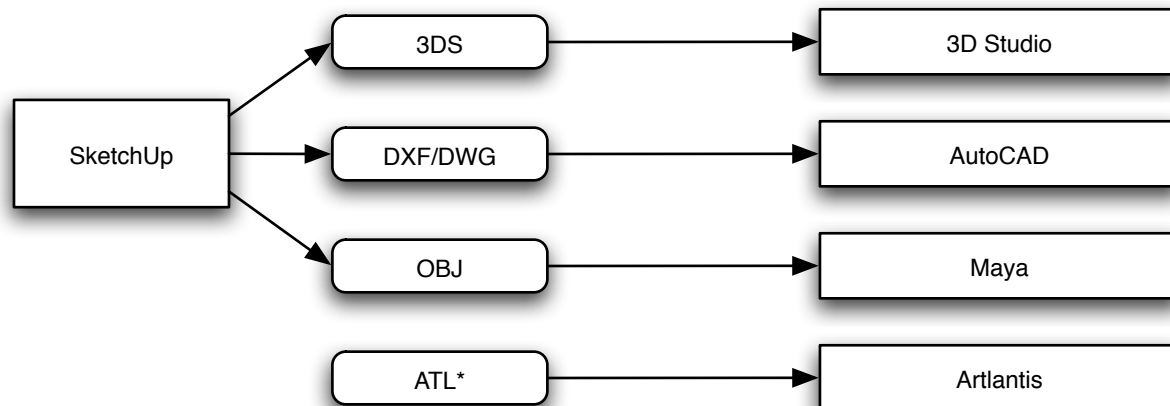 3DS
3D Studio
SketchUp
DXF/DWG
AutoCAD
OBJ
Maya
ATL*
Artlantis